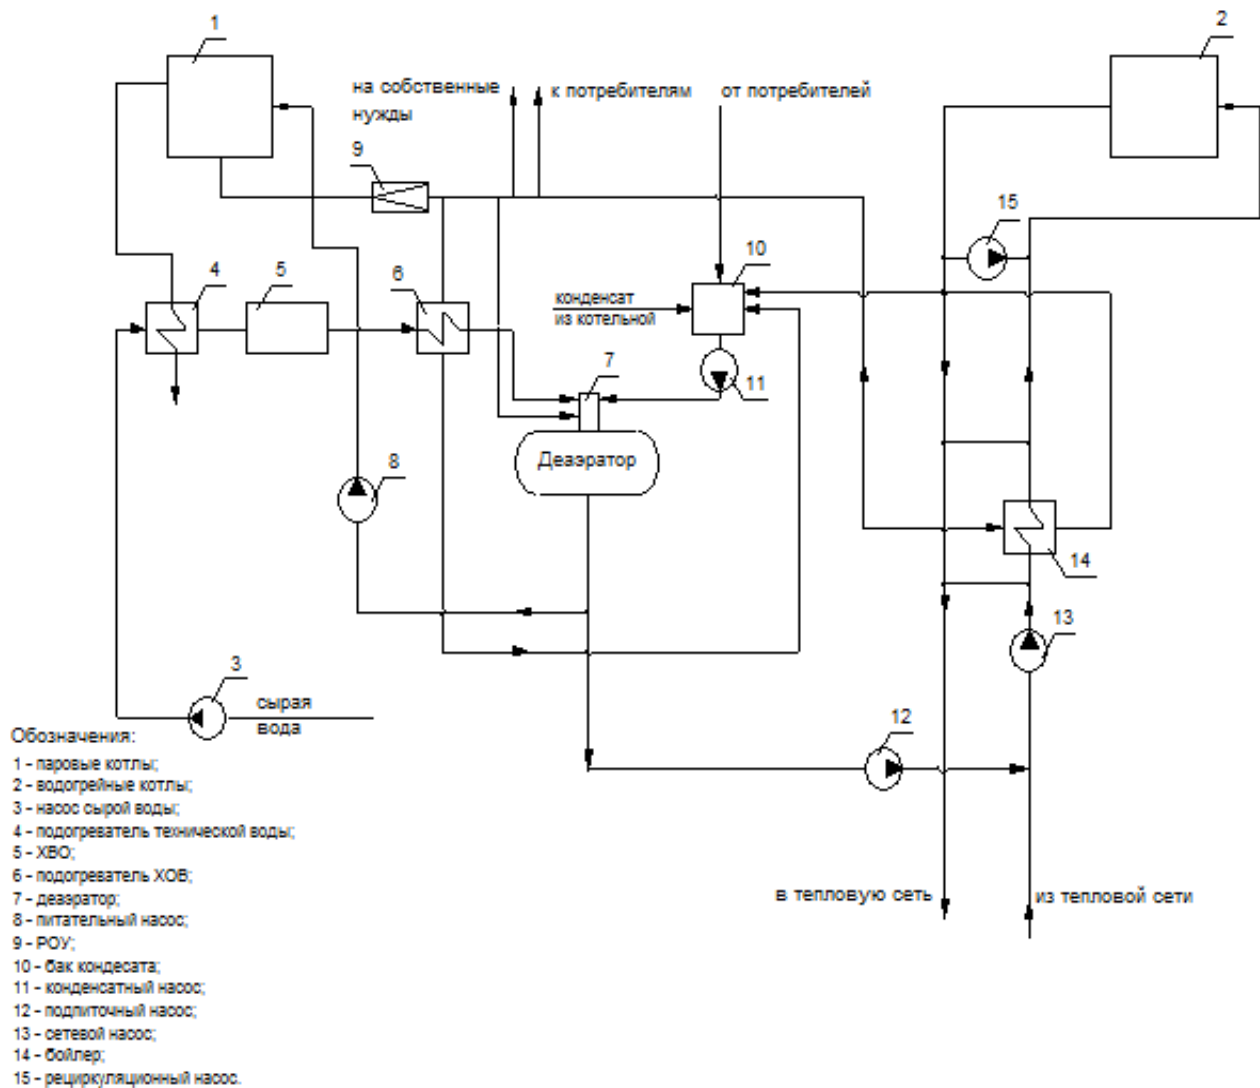 1
2
на собственные
нужды
к потребителям
от потребителей
9
15
4
5
6
10
конденсат
из котельной
7
11
Деаэратор
8
14
13
3
сырая
вода
12
в тепловую сеть
из тепловой сети
Обозначения:
1 - паровые котлы;
2 - водогрейные котлы;
3 - насос сырой воды;
4 - подогреватель технической воды;
5 - ХВО;
6 - подогреватель ХОВ;
7 - деаэратор;
8 - питательный насос;
9 - РОУ;
10 - бак кондесата;
11 - конденсатный насос;
12 - подпиточный насос;
13 - сетевой насос;
14 - бойлер;
15 - рециркуляционный насос.